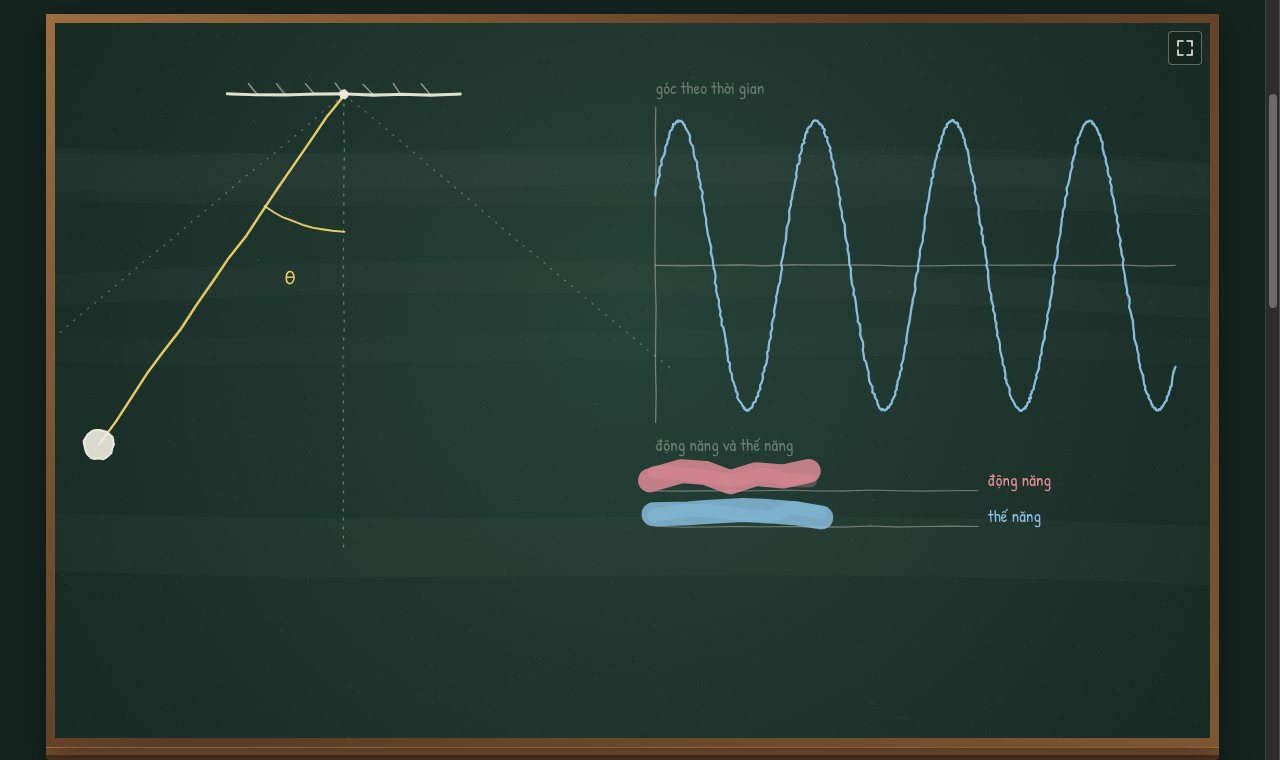 góc theo thời gian
θ
động năng và thế năng
động năng
thế năng